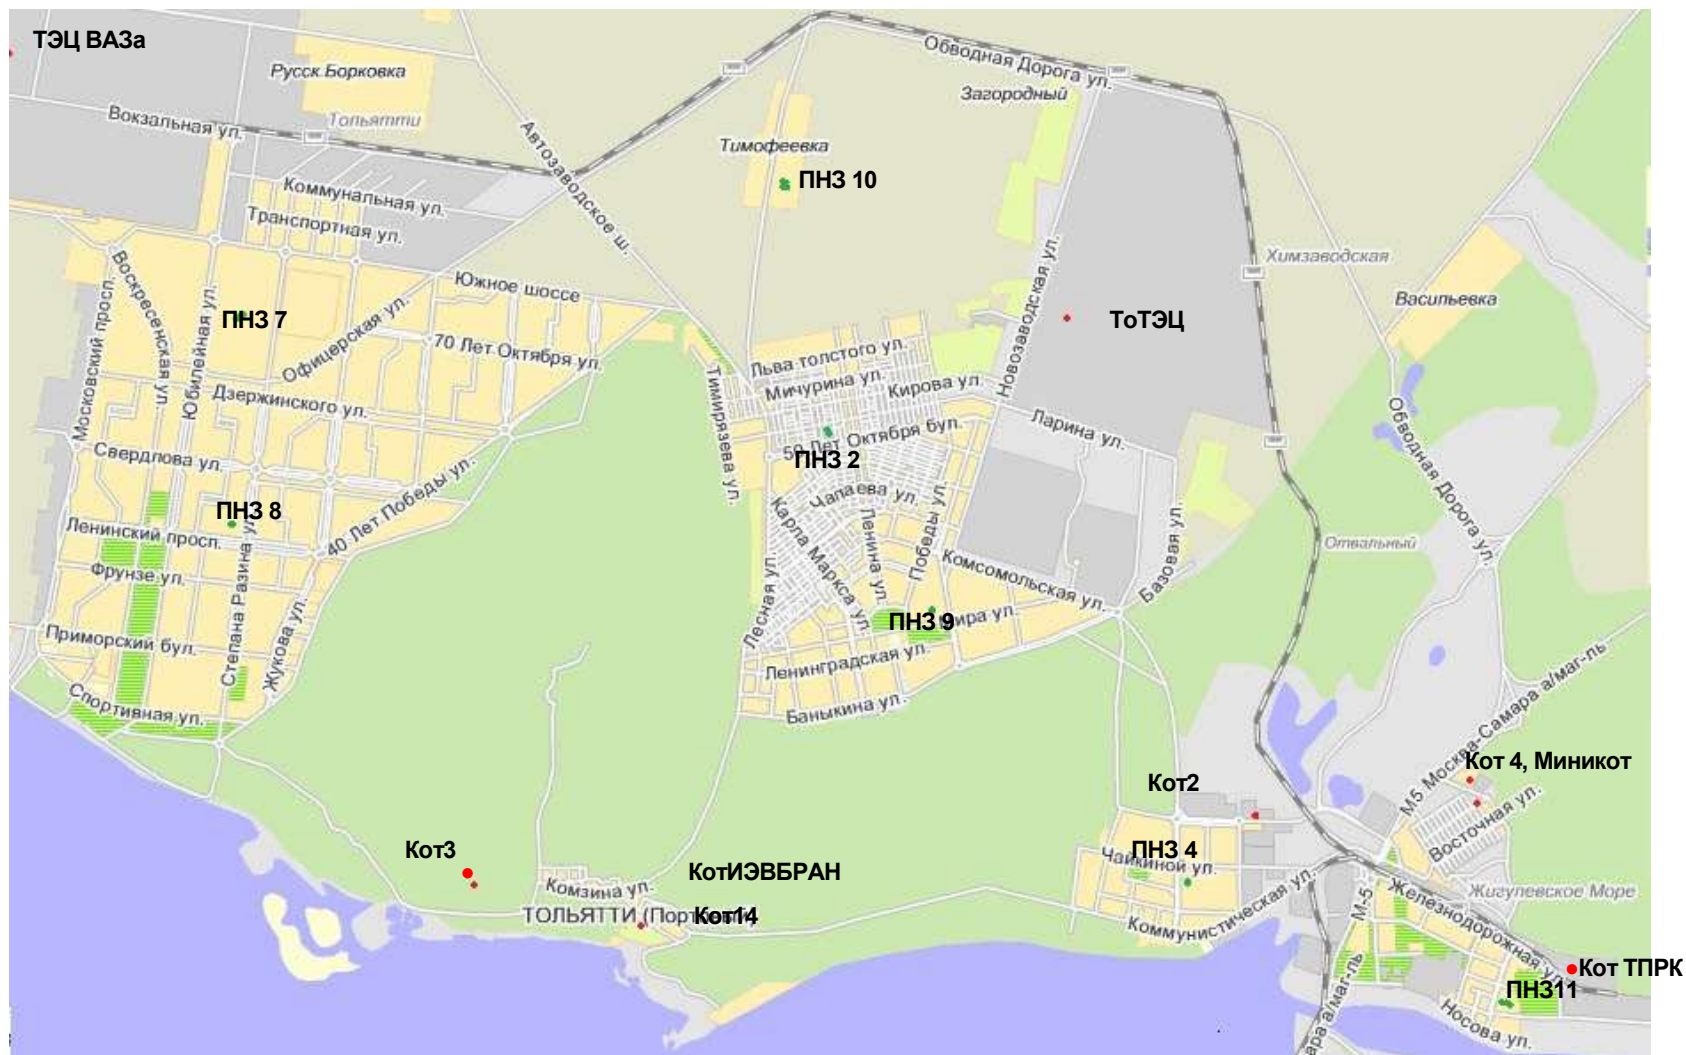 ТЭЦ ВАЗа
Русск.Борковка
Обводная Дорога ул.
Загородный
Вокзальная ул.
Тольятти
Автозаводское ш.
Тимофеевка
ПНЗ 10
Коммунальная ул.
Транспортная ул.
Новозаводская ул.
Химзаводская
Воскресенская ул.
Южное шоссе
Васильевка
Московский просп.
Юбилейная ул.
ПНЗ 7
Офицерская ул.
70 Лет Октября ул.
ТоТЭЦ
Льва толстого ул.
Мичурина ул.
Кирова ул.
Тимирязева ул.
Дзержинского ул.
Ларина ул.
Обводная Дорога ул.
50 Лет Октября бул.
Свердлова ул.
ПНЗ 2
40 Лет Победы ул.
Чапаева ул.
ПНЗ 8
Ленинский просп.
Карла Маркса ул.
Ленина ул.
Победы ул.
Базовая ул.
Отвальный
Фрунзе ул.
Степана Разина ул.
Комсомольская ул.
Лесная ул.
ПНЗ 9
Мира ул.
Приморский бул.
Жукова ул.
Ленинградская ул.
Спортивная ул.
Баныкина ул.
М5 Москва-Самара а/маг-ль
Кот 4, Миникот
Кот2
Восточная ул.
Кот3
ПНЗ 4
Чайкиной ул.
КотИЭВБРАН
Комзина ул.
Жигулевское Море
ТОЛЬЯТТИ (Портовый)
Кот14
Коммунистическая ул.
М-5
Железнодорожная ул.
Кот ТПРК
ПНЗ11
Носова ул.
ара а/маг-ль